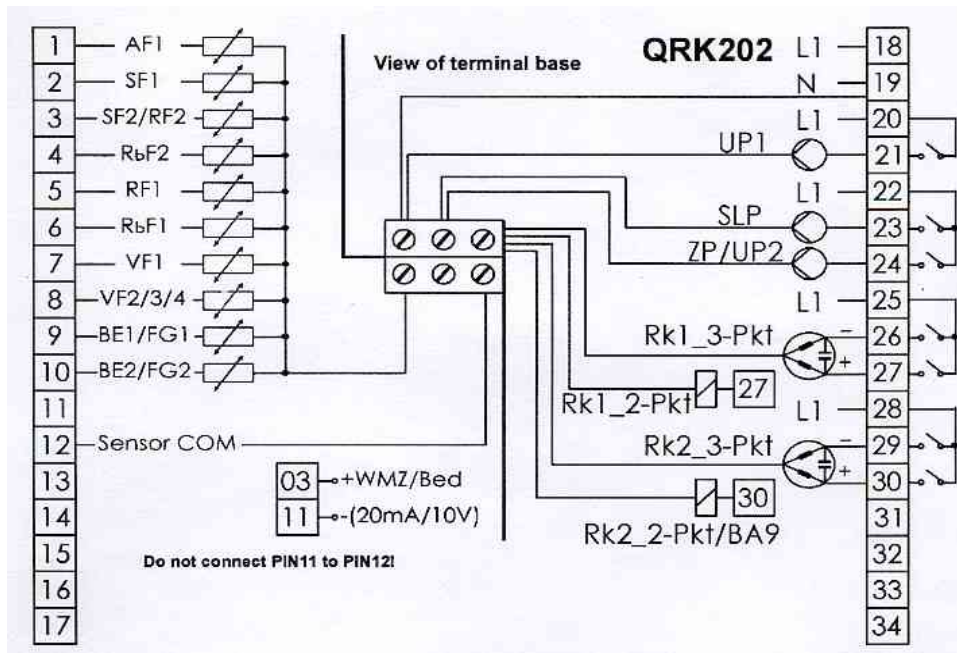 View of terminal base
QRK202
1 AF1
2 SF1
3 SF2/RF2
4 RbF2
5 RF1
6 RbF1
7 VF1
8 VF2/3/4
9 BE1/FG1
10 BE2/FG2
11
12 Sensor COM
13
14
15
16
17
03 +WMZ/Bed
11 -(20mA/10V)
Do not connect PIN11 to PIN12!
L1 18
N 19
L1 20
UP1 21
L1 22
SLP 23
ZP/UP2 24
L1 25
Rk1_3-Pkt - 26
+ 27
Rk1_2-Pkt 27
L1 28
Rk2_3-Pkt - 29
+ 30
30
Rk2_2-Pkt/BA9
31
32
33
34